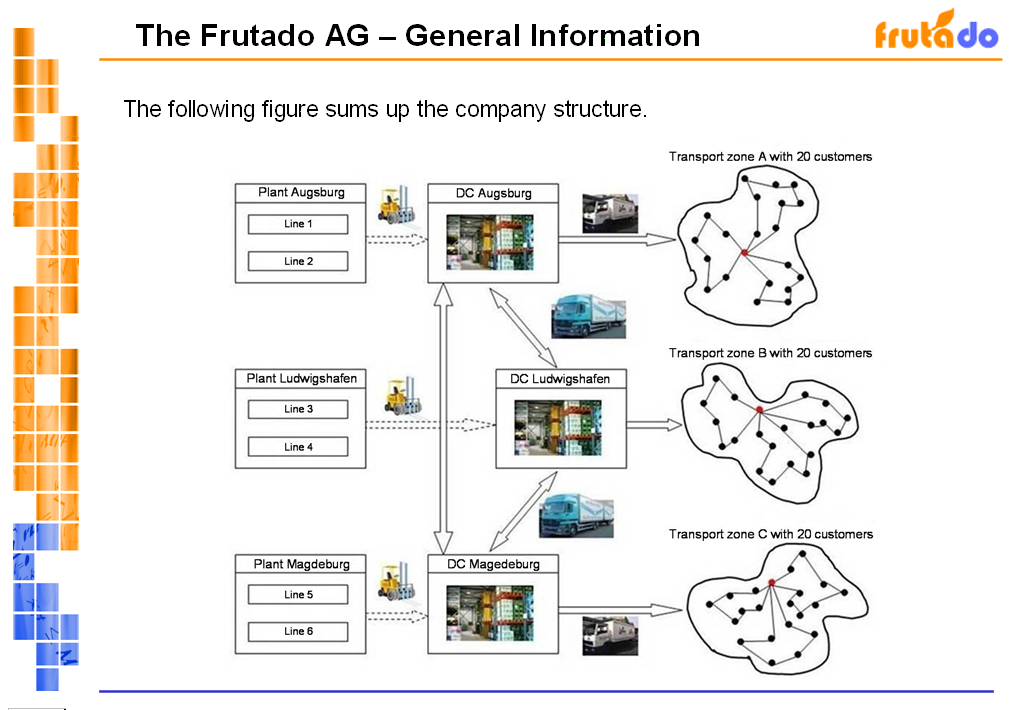 The Frutado AG – General Information
frutado
The following figure sums up the company structure.
Transport zone A with 20 customers
Plant Augsburg
Line 1
Line 2
DC Augsburg
Transport zone B with 20 customers
Plant Ludwigshafen
Line 3
Line 4
DC Ludwigshafen
Transport zone C with 20 customers
Plant Magdeburg
Line 5
Line 6
DC Magedeburg